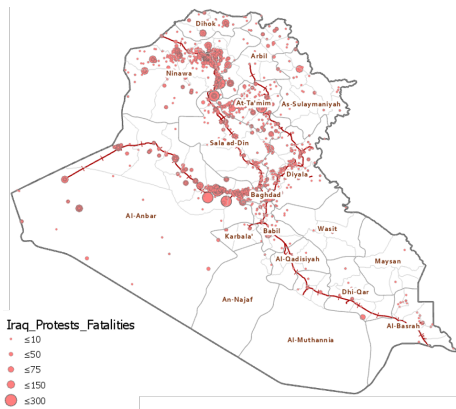 Dihok
Arbil
Ninawa
At-Ta'mim
As-Sulaymaniyah
Sala ad-Din
Diyala
Baghdad
Al-Anbar
Wasit
Karbala'
Babil
Al-Qadisiyah
Maysan
Dhi-Qar
An-Najaf
Al-Basrah
Al-Muthannia
Iraq_Protests_Fatalities
≤10
≤50
≤75
≤150
≤300